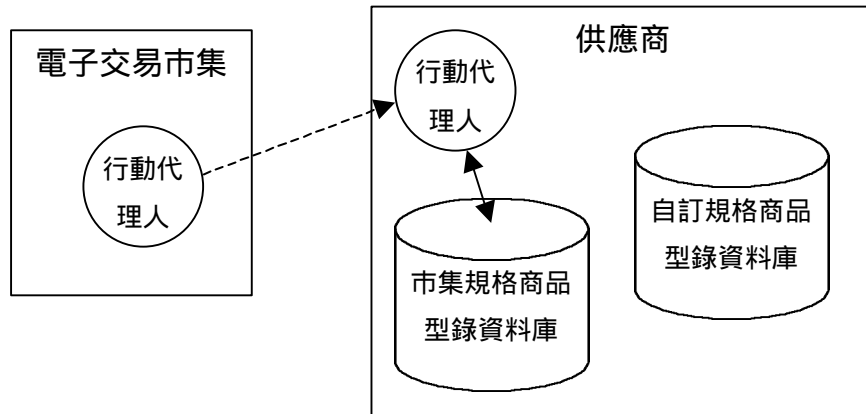 電子交易市集
行動代
理人
供應商
行動代
理人
市集規格商品
型錄資料庫
自訂規格商品
型錄資料庫